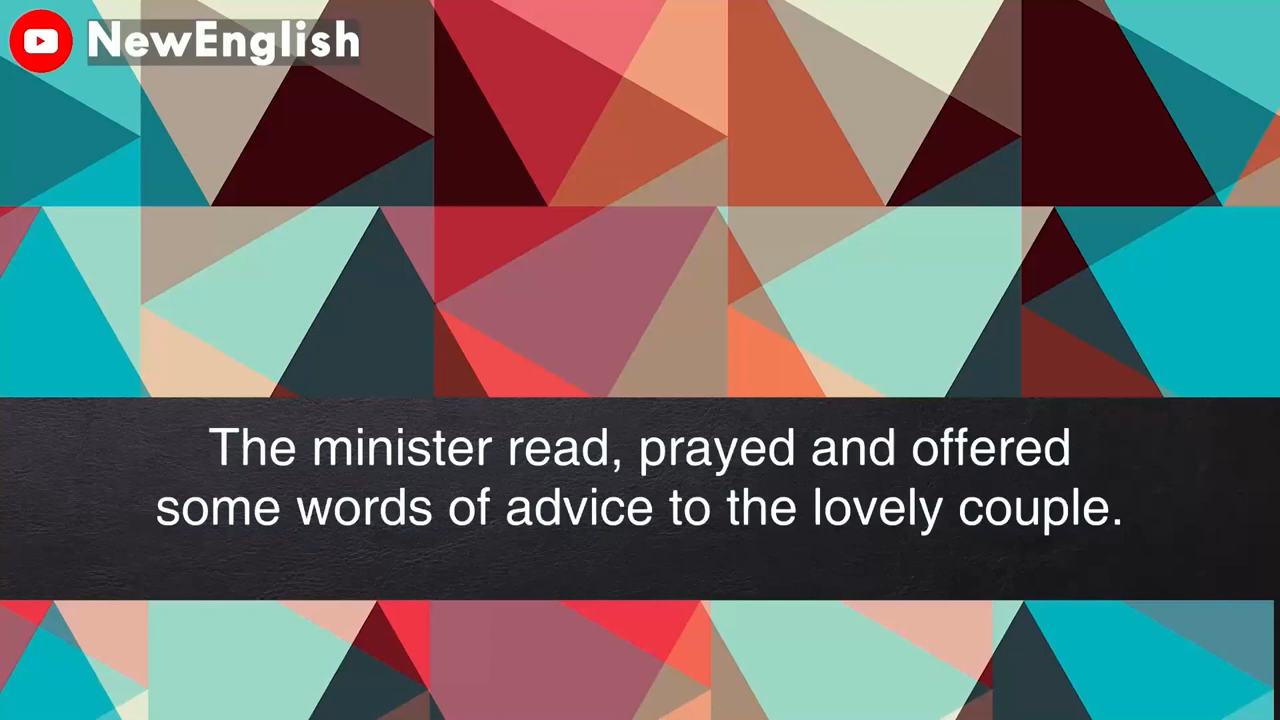 NewEnglish
The minister read, prayed and offered
some words of advice to the lovely couple.